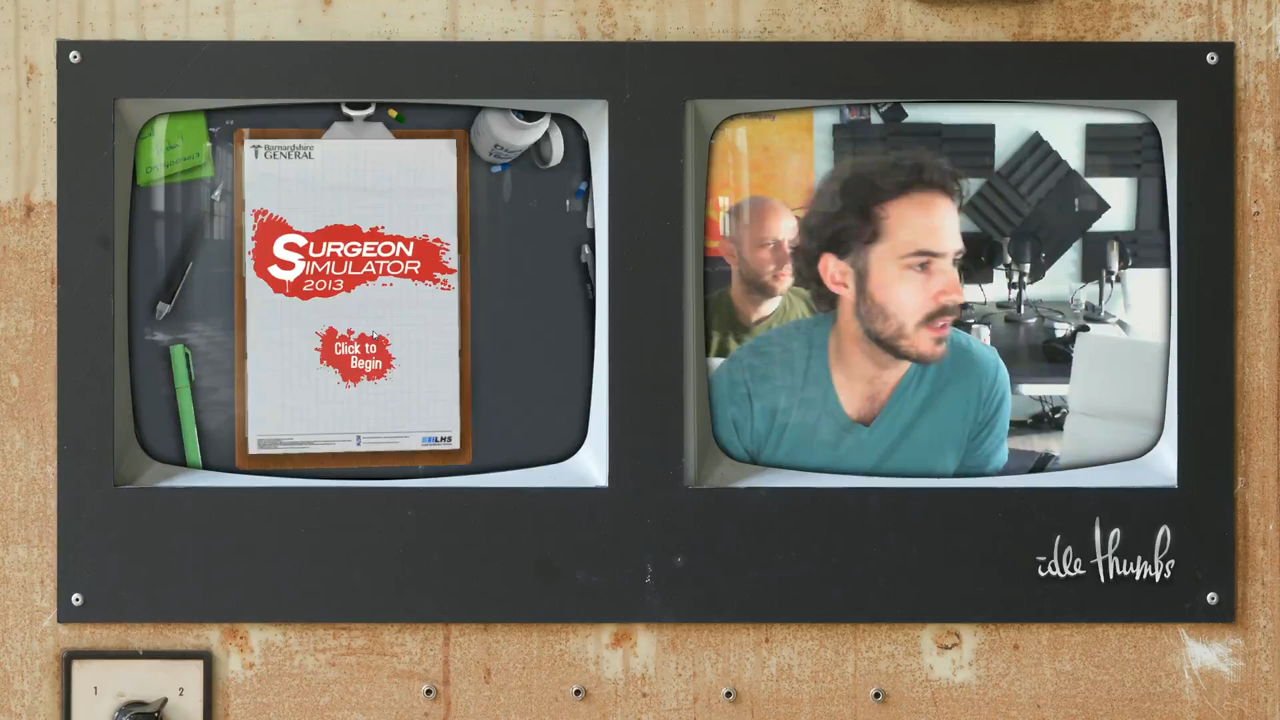 Barnardshire
GENERAL
SURGEON
SIMULATOR
2013
Click to
Begin
LHS
idle thumbs
1 2